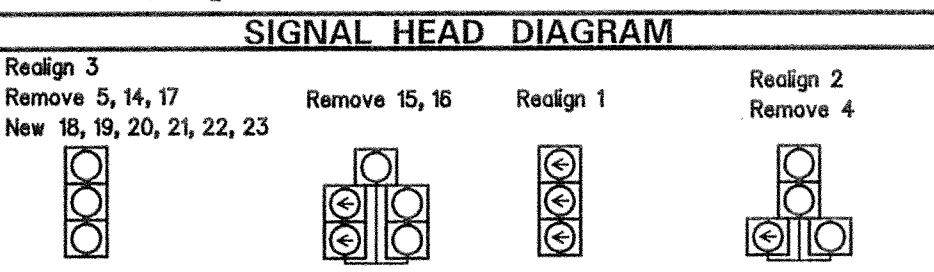 SIGNAL HEAD DIAGRAM
Realign 3
Remove 5, 14, 17
New 18, 19, 20, 21, 22, 23
Remove 15, 16
Realign 1
Realign 2
Remove 4